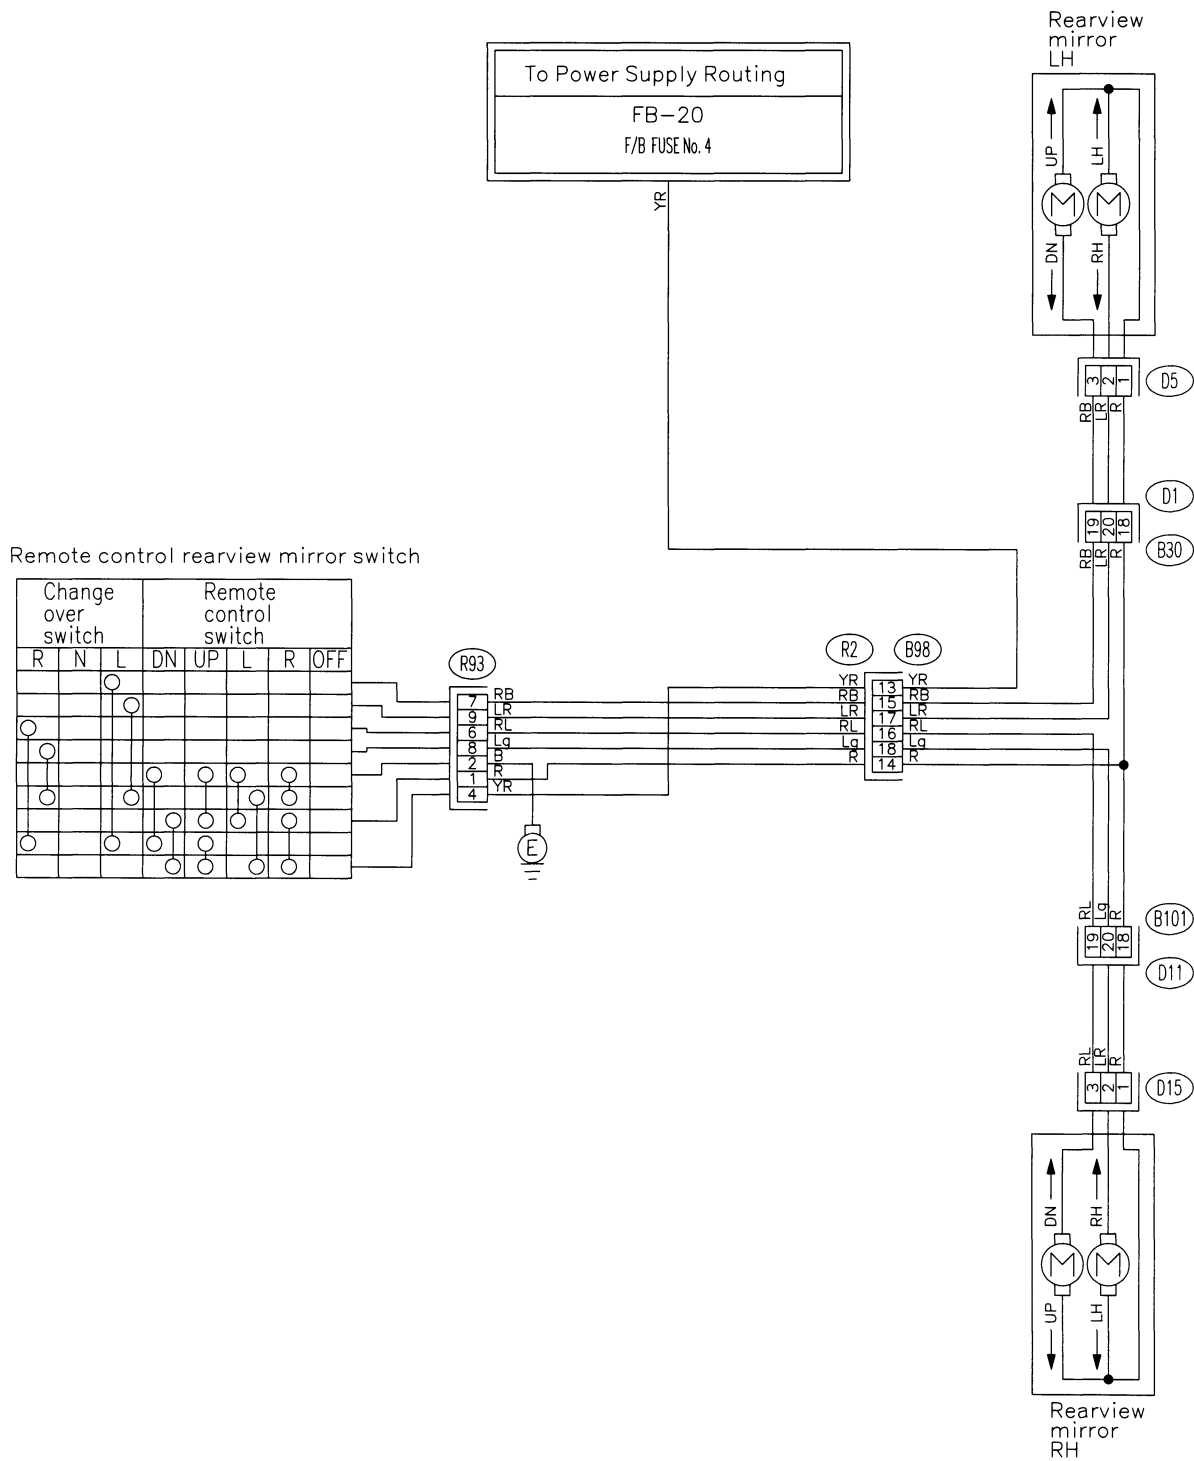 Rearview
mirror
LH
To Power Supply Routing
FB-20
F/B FUSE No. 4
YR
UP
LH
M
M
DN
RH
3 2 1
D5
RB
LR
R
D1
19 20 18
B30
RB
LR
R
Remote control rearview mirror switch
Change
over
switch
Remote
control
switch
R N L DN UP L R OFF
R93
7 RB
9 LR
6 RL
8 Lg
2 B
1 R
4 YR
E
R2 B98
YR 13 YR
RB 15 RB
LR 17 LR
RL 16 RL
Lg 18 Lg
R 14 R
RL
Lg
R
B101
19 20 18
D11
RL
LR
R
3 2 1
D15
DN
RH
M
M
UP
LH
Rearview
mirror
RH